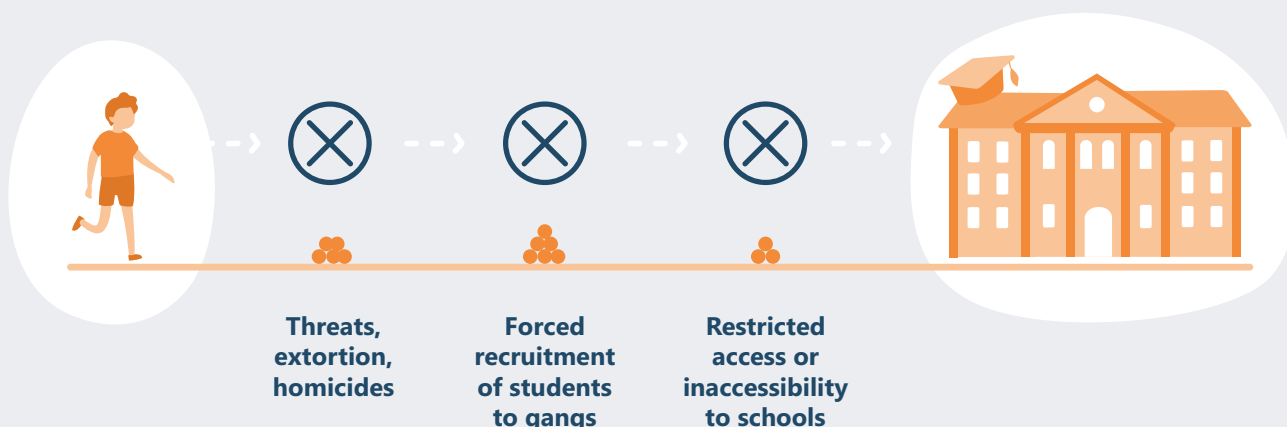 Threats,
extortion,
homicides
Forced
recruitment
of students
to gangs
Restricted
access or
inaccessibility
to schools